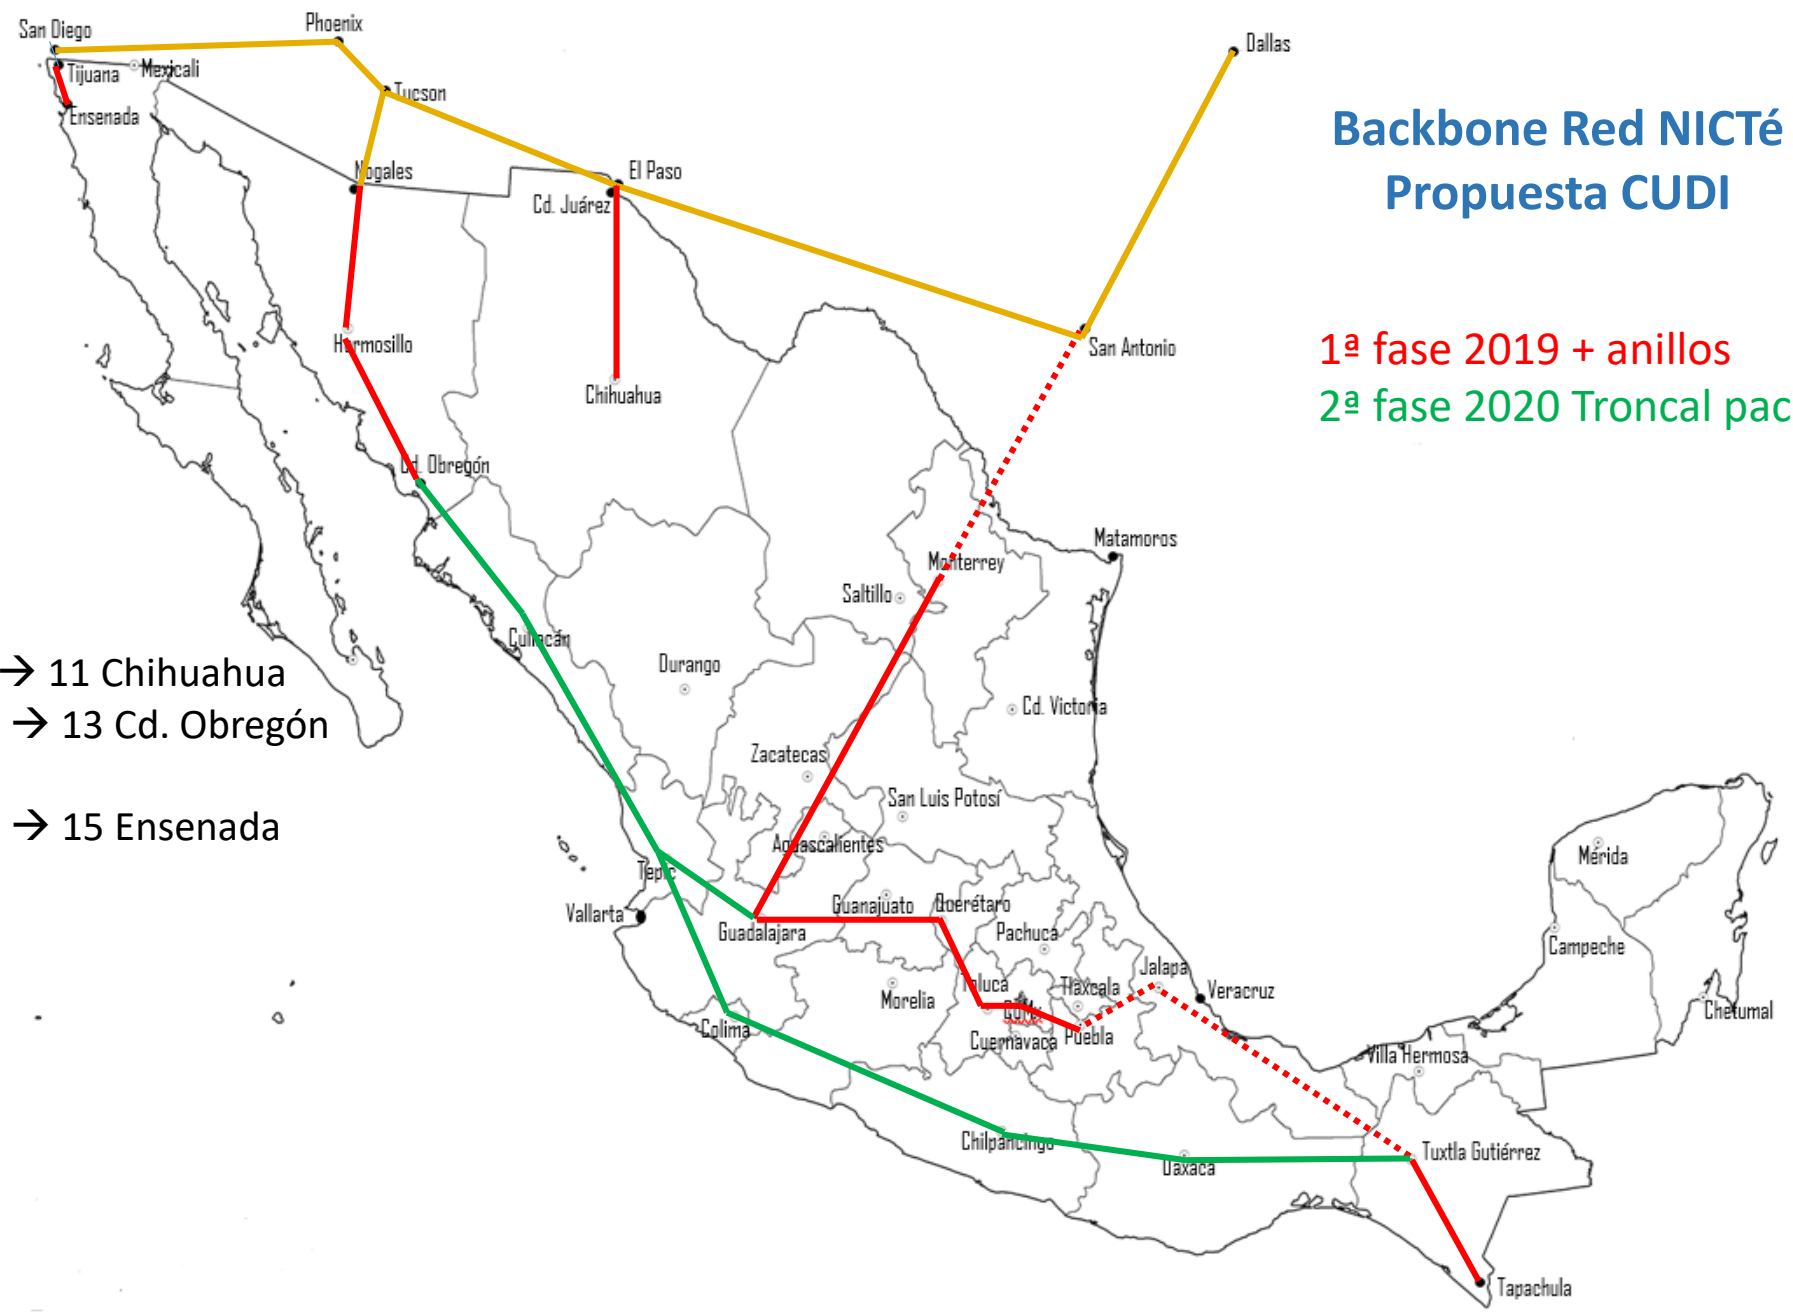 San Diego
Phoenix
Dallas
Tijuana
Mexicali
Tucson
Ensenada
Backbone Red NICTé
Propuesta CUDI
Nogales
El Paso
Cd. Juárez
Hermosillo
San Antonio
1ª fase 2019 + anillos
2ª fase 2020 Troncal pac
Chihuahua
Cd. Obregón
Matamoros
Monterrey
Saltillo
Culiacán
Durango
→ 11 Chihuahua
→ 13 Cd. Obregón
→ 15 Ensenada
Cd. Victoria
Zacatecas
San Luis Potosí
Aguascalientes
Mérida
Tepic
Vallarta
Guadalajara
Guanajuato
Querétaro
Pachuca
Campeche
Jalapa
Toluca
Tlaxcala
Morelia
Veracruz
CdMx
Chetumal
Colima
Cuernavaca
Puebla
Villa Hermosa
Chilpancingo
Oaxaca
Tuxtla Gutiérrez
Tapachula